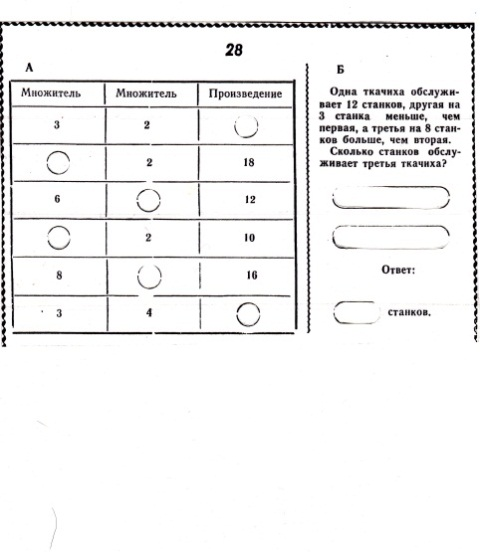 28
А
Множитель Множитель Произведение
3 2
2 18
6 12
2 10
8 16
3 4
Б
Одна ткачиха обслужи-
вает 12 станков, другая на
3 станка меньше, чем
первая, а третья на 8 стан-
ков больше, чем вторая.
Сколько станков обслу-
живает третья ткачиха?
Ответ:
станков.